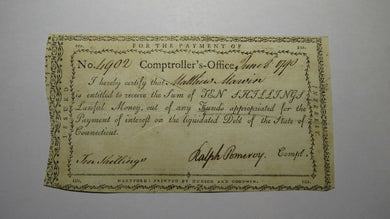 FOR THE PAYMENT OF
No. 4902 Comptroller's-Office, June 6 1790
I hereby certify that Matthew Marvin
is entitled to receive the Sum of TEN SHILLINGS
Lawful Money, out of any Funds appropriated for the
Payment of interest on the liquidated Debt of the State of
Connecticut.
Ten Shillings Ralph Pomeroy, Compt.
HARTFORD: PRINTED BY HUDSON AND GOODWIN.